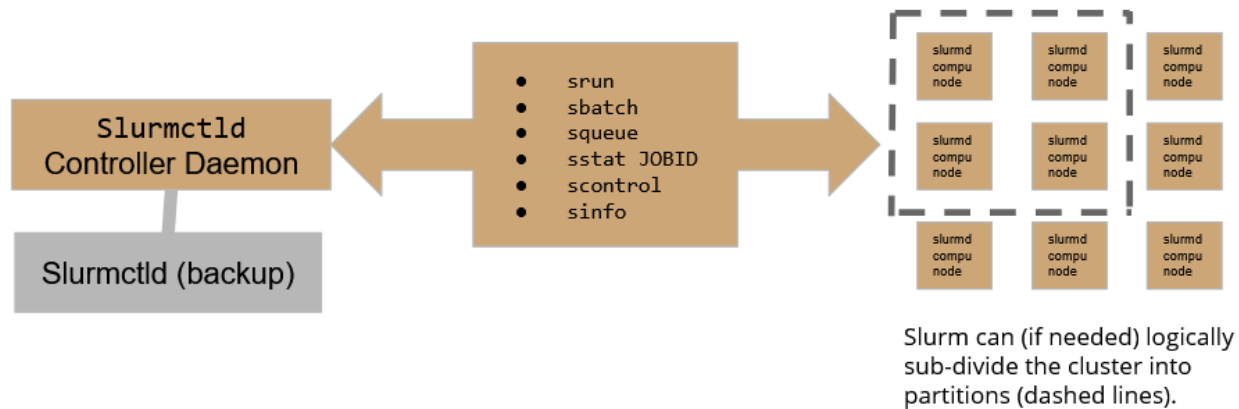 Slurmctld
Controller Daemon
Slurmctld (backup)
● srun
● sbatch
● squeue
● sstat JOBID
● scontrol
● sinfo
slurmd
compu
node
slurmd
compu
node
slurmd
compu
node
slurmd
compu
node
slurmd
compu
node
slurmd
compu
node
slurmd
compu
node
slurmd
compu
node
slurmd
compu
node
Slurm can (if needed) logically
sub-divide the cluster into
partitions (dashed lines).